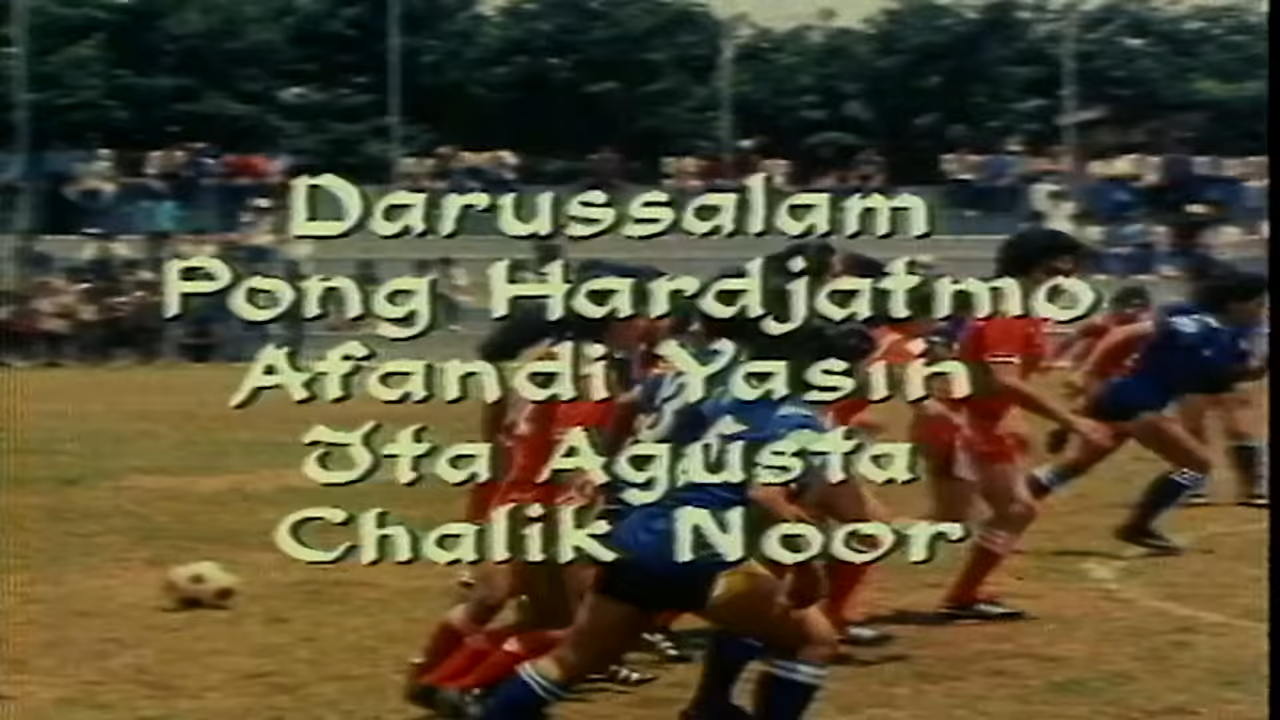 Darussalam
Pong Hardjatmo
Afandi Yasin
Ita Agusta
Chalik Noor